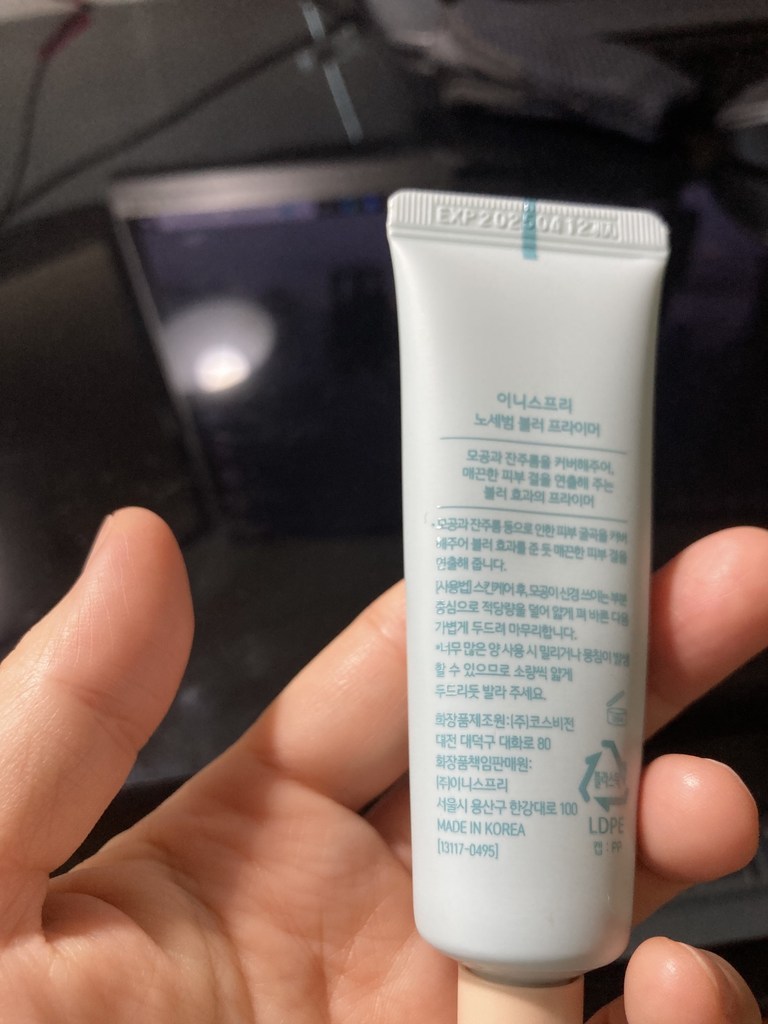 이니스프리
노세범 블러 프라이머
모공과 잔주름을 커버해주어,
매끈한 피부 결을 연출해 주는
블러 효과의 프라이머
모공과 잔주름 등으로 인한 피부 굴곡을 커버
해주어 블러 효과를 준 듯 매끈한 피부 결을
연출해 줍니다.
[사용법] 스킨케어 후, 모공이 신경 쓰이는 부분
중심으로 적당량을 덜어 얇게 펴 바른 다음
가볍게 두드려 마무리합니다.
*너무 많은 양 사용 시 밀리거나 뭉침이 발생
할 수 있으므로 소량씩 얇게
두드리듯 발라 주세요.
화장품제조원:(주)코스비전
대전 대덕구 대화로 80
화장품책임판매원:
(주)이니스프리
서울시 용산구 한강대로 100
MADE IN KOREA
[13117-0495]
LDPE
캡 : PP